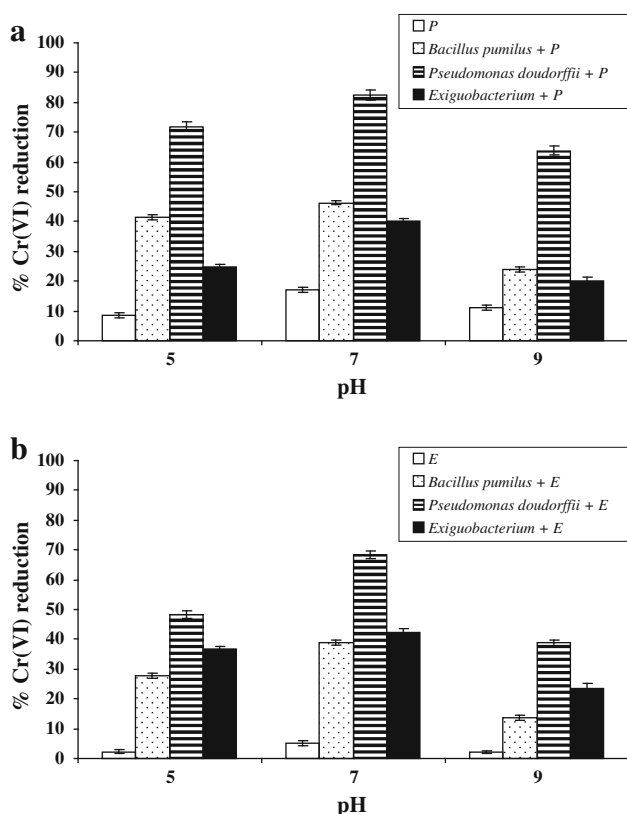 a
P
Bacillus pumilus + P
Pseudomonas doudorffii + P
Exiguobacterium + P
% Cr(VI) reduction
100
90
80
70
60
50
40
30
20
10
0
5 7 9
pH
b
E
Bacillus pumilus + E
Pseudomonas doudorffii + E
Exiguobacterium + E
% Cr(VI) reduction
100
90
80
70
60
50
40
30
20
10
0
5 7 9
pH